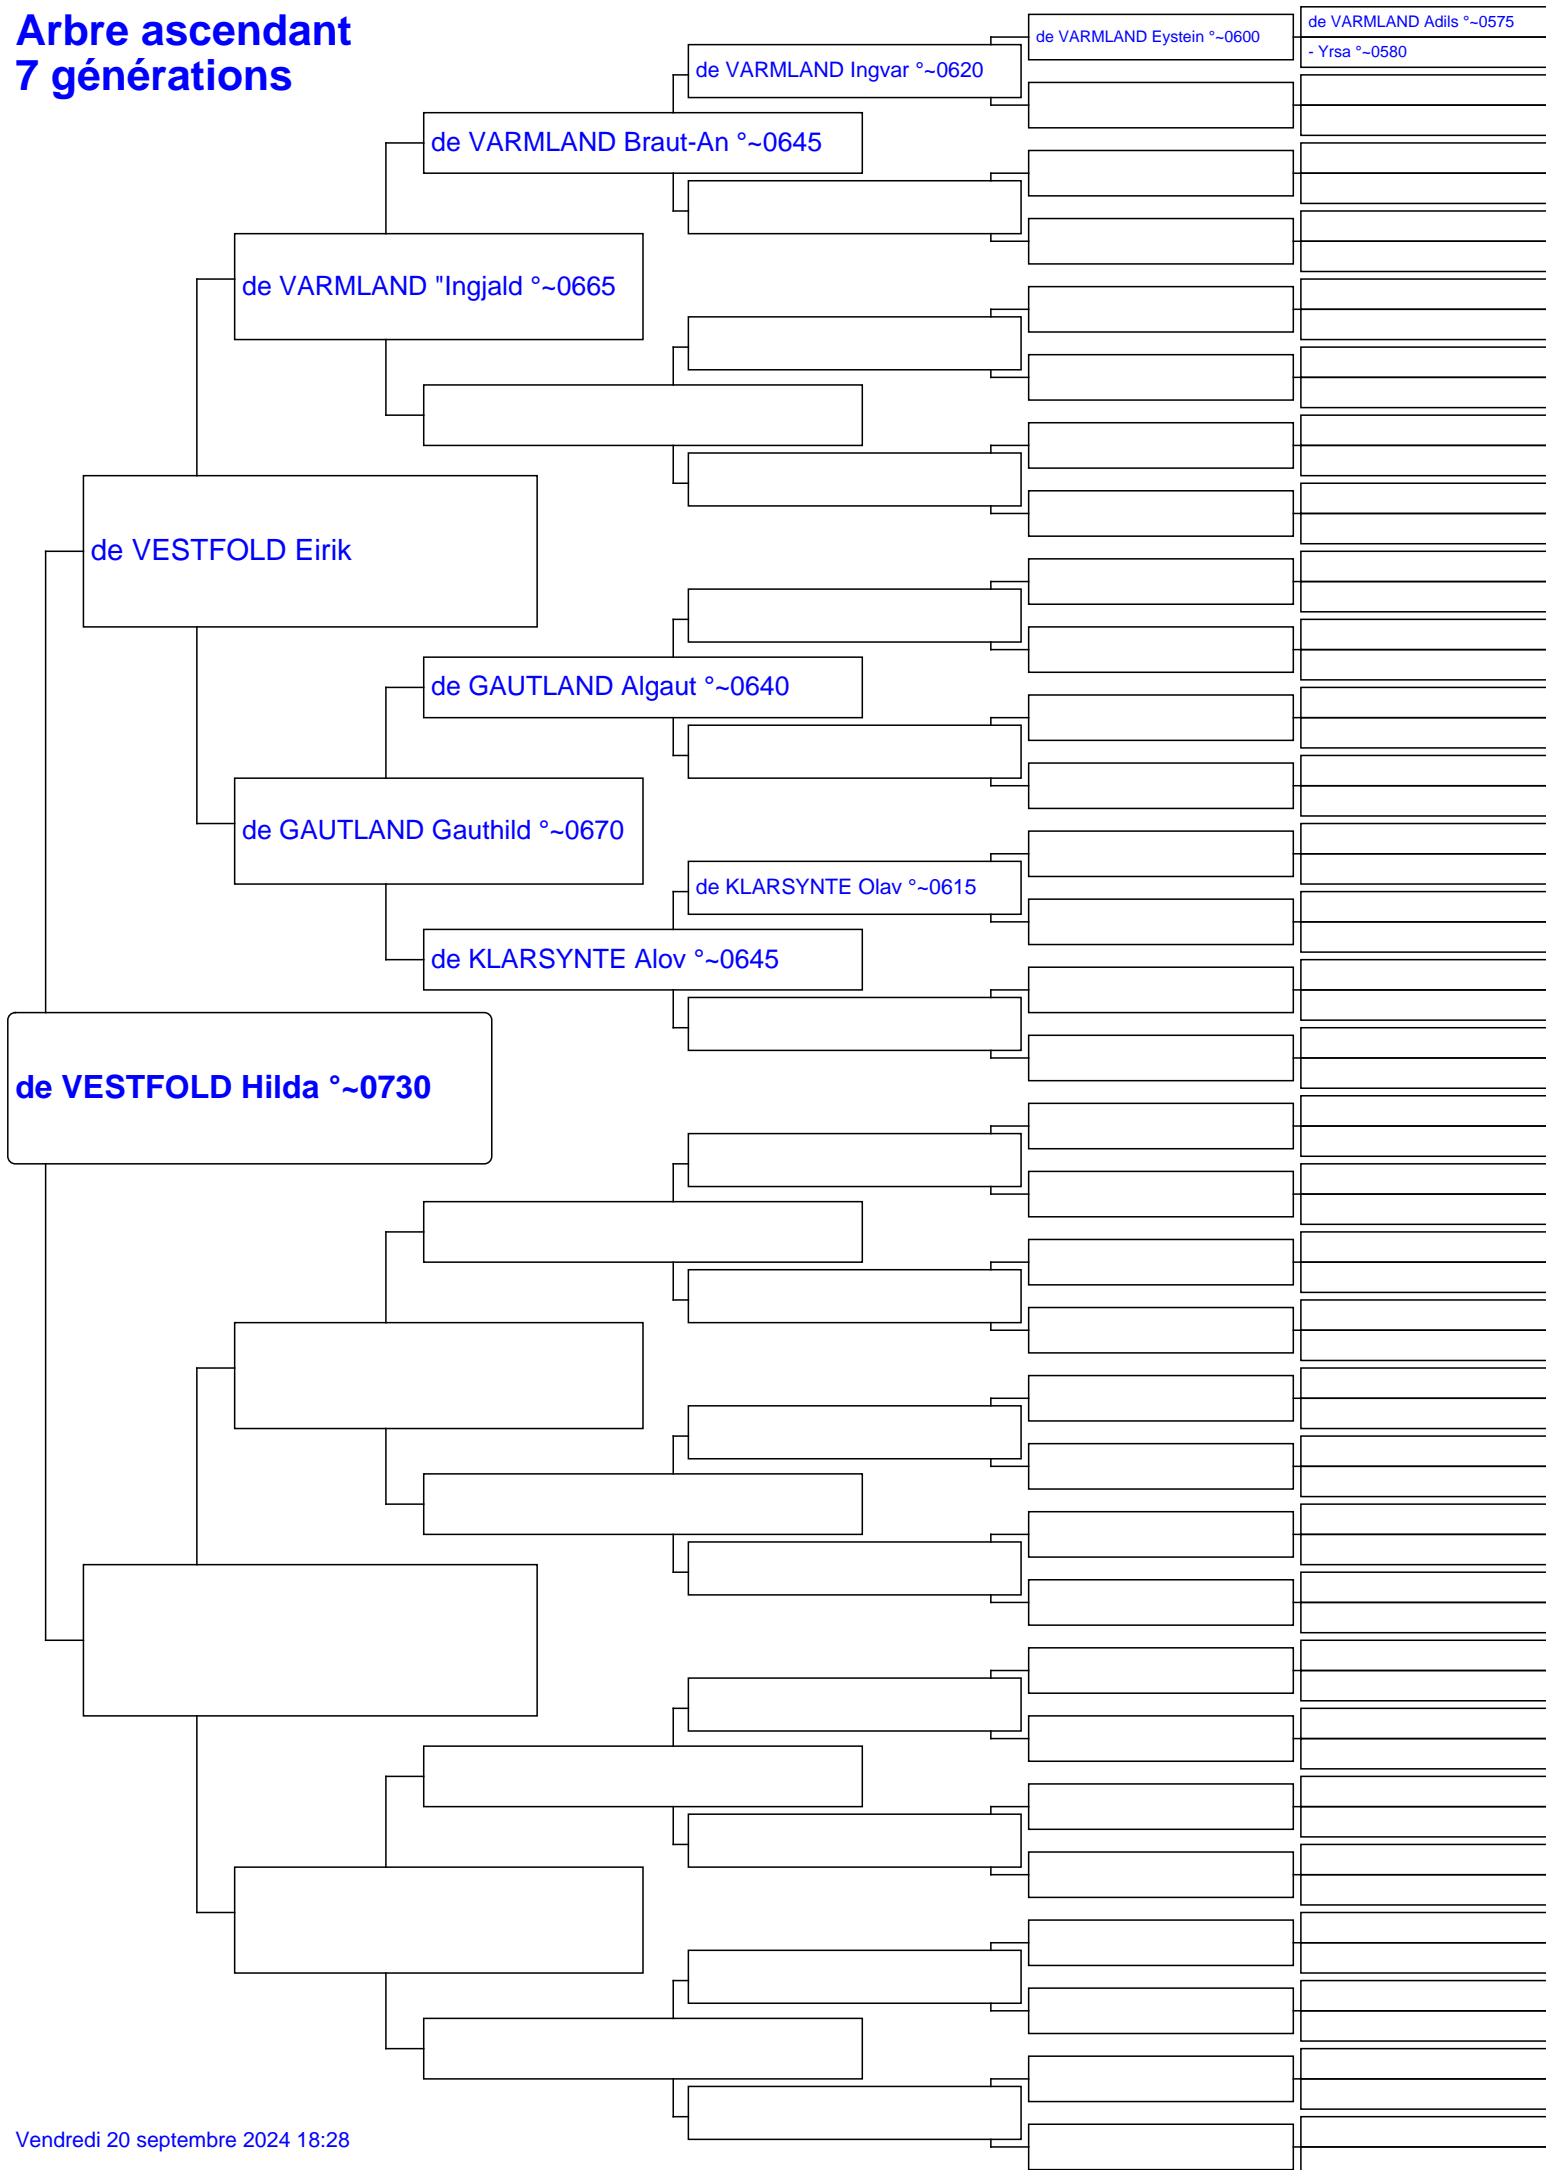 Arbre ascendant
7 générations
de VARMLAND Adils °~0575
de VARMLAND Eystein °~0600
- Yrsa °~0580
de VARMLAND Ingvar °~0620
de VARMLAND Braut-An °~0645
de VARMLAND "Ingjald °~0665
de VESTFOLD Eirik
de GAUTLAND Algaut °~0640
de GAUTLAND Gauthild °~0670
de KLARSYNTE Olav °~0615
de KLARSYNTE Alov °~0645
de VESTFOLD Hilda °~0730
Vendredi 20 septembre 2024 18:28